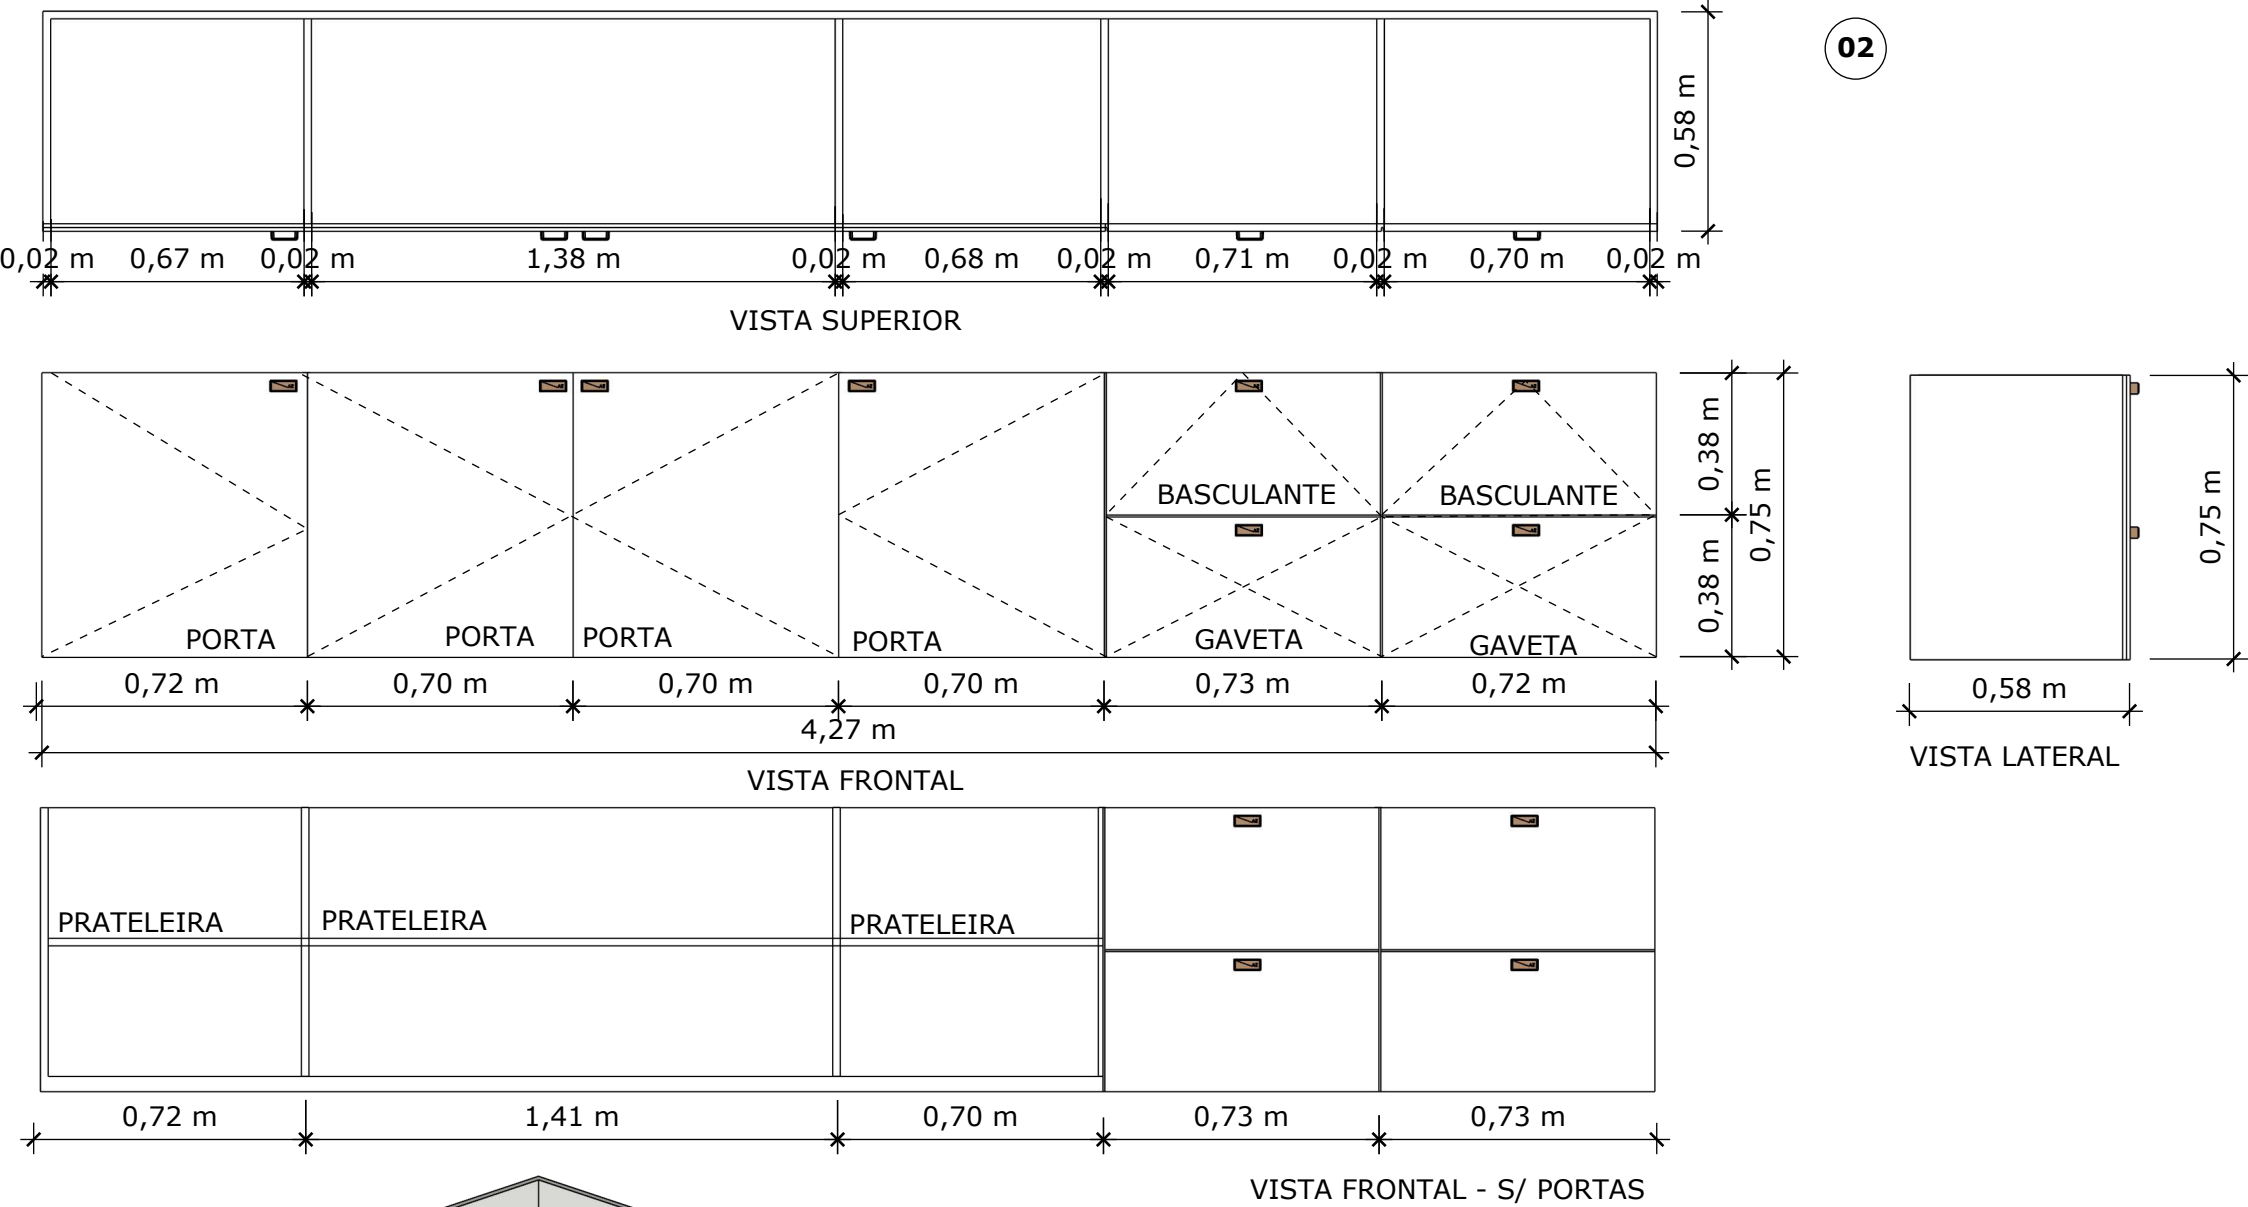 02
0,58 m
0,02 m 0,67 m 0,02 m 1,38 m 0,02 m 0,68 m 0,02 m 0,71 m 0,02 m 0,70 m 0,02 m
VISTA SUPERIOR
BASCULANTE BASCULANTE
PORTA PORTA PORTA PORTA GAVETA GAVETA
0,38 m
0,38 m
0,75 m
0,72 m 0,70 m 0,70 m 0,70 m 0,73 m 0,72 m
4,27 m
VISTA FRONTAL
0,75 m
0,58 m
VISTA LATERAL
PRATELEIRA PRATELEIRA PRATELEIRA
0,72 m 1,41 m 0,70 m 0,73 m 0,73 m
VISTA FRONTAL - S/ PORTAS